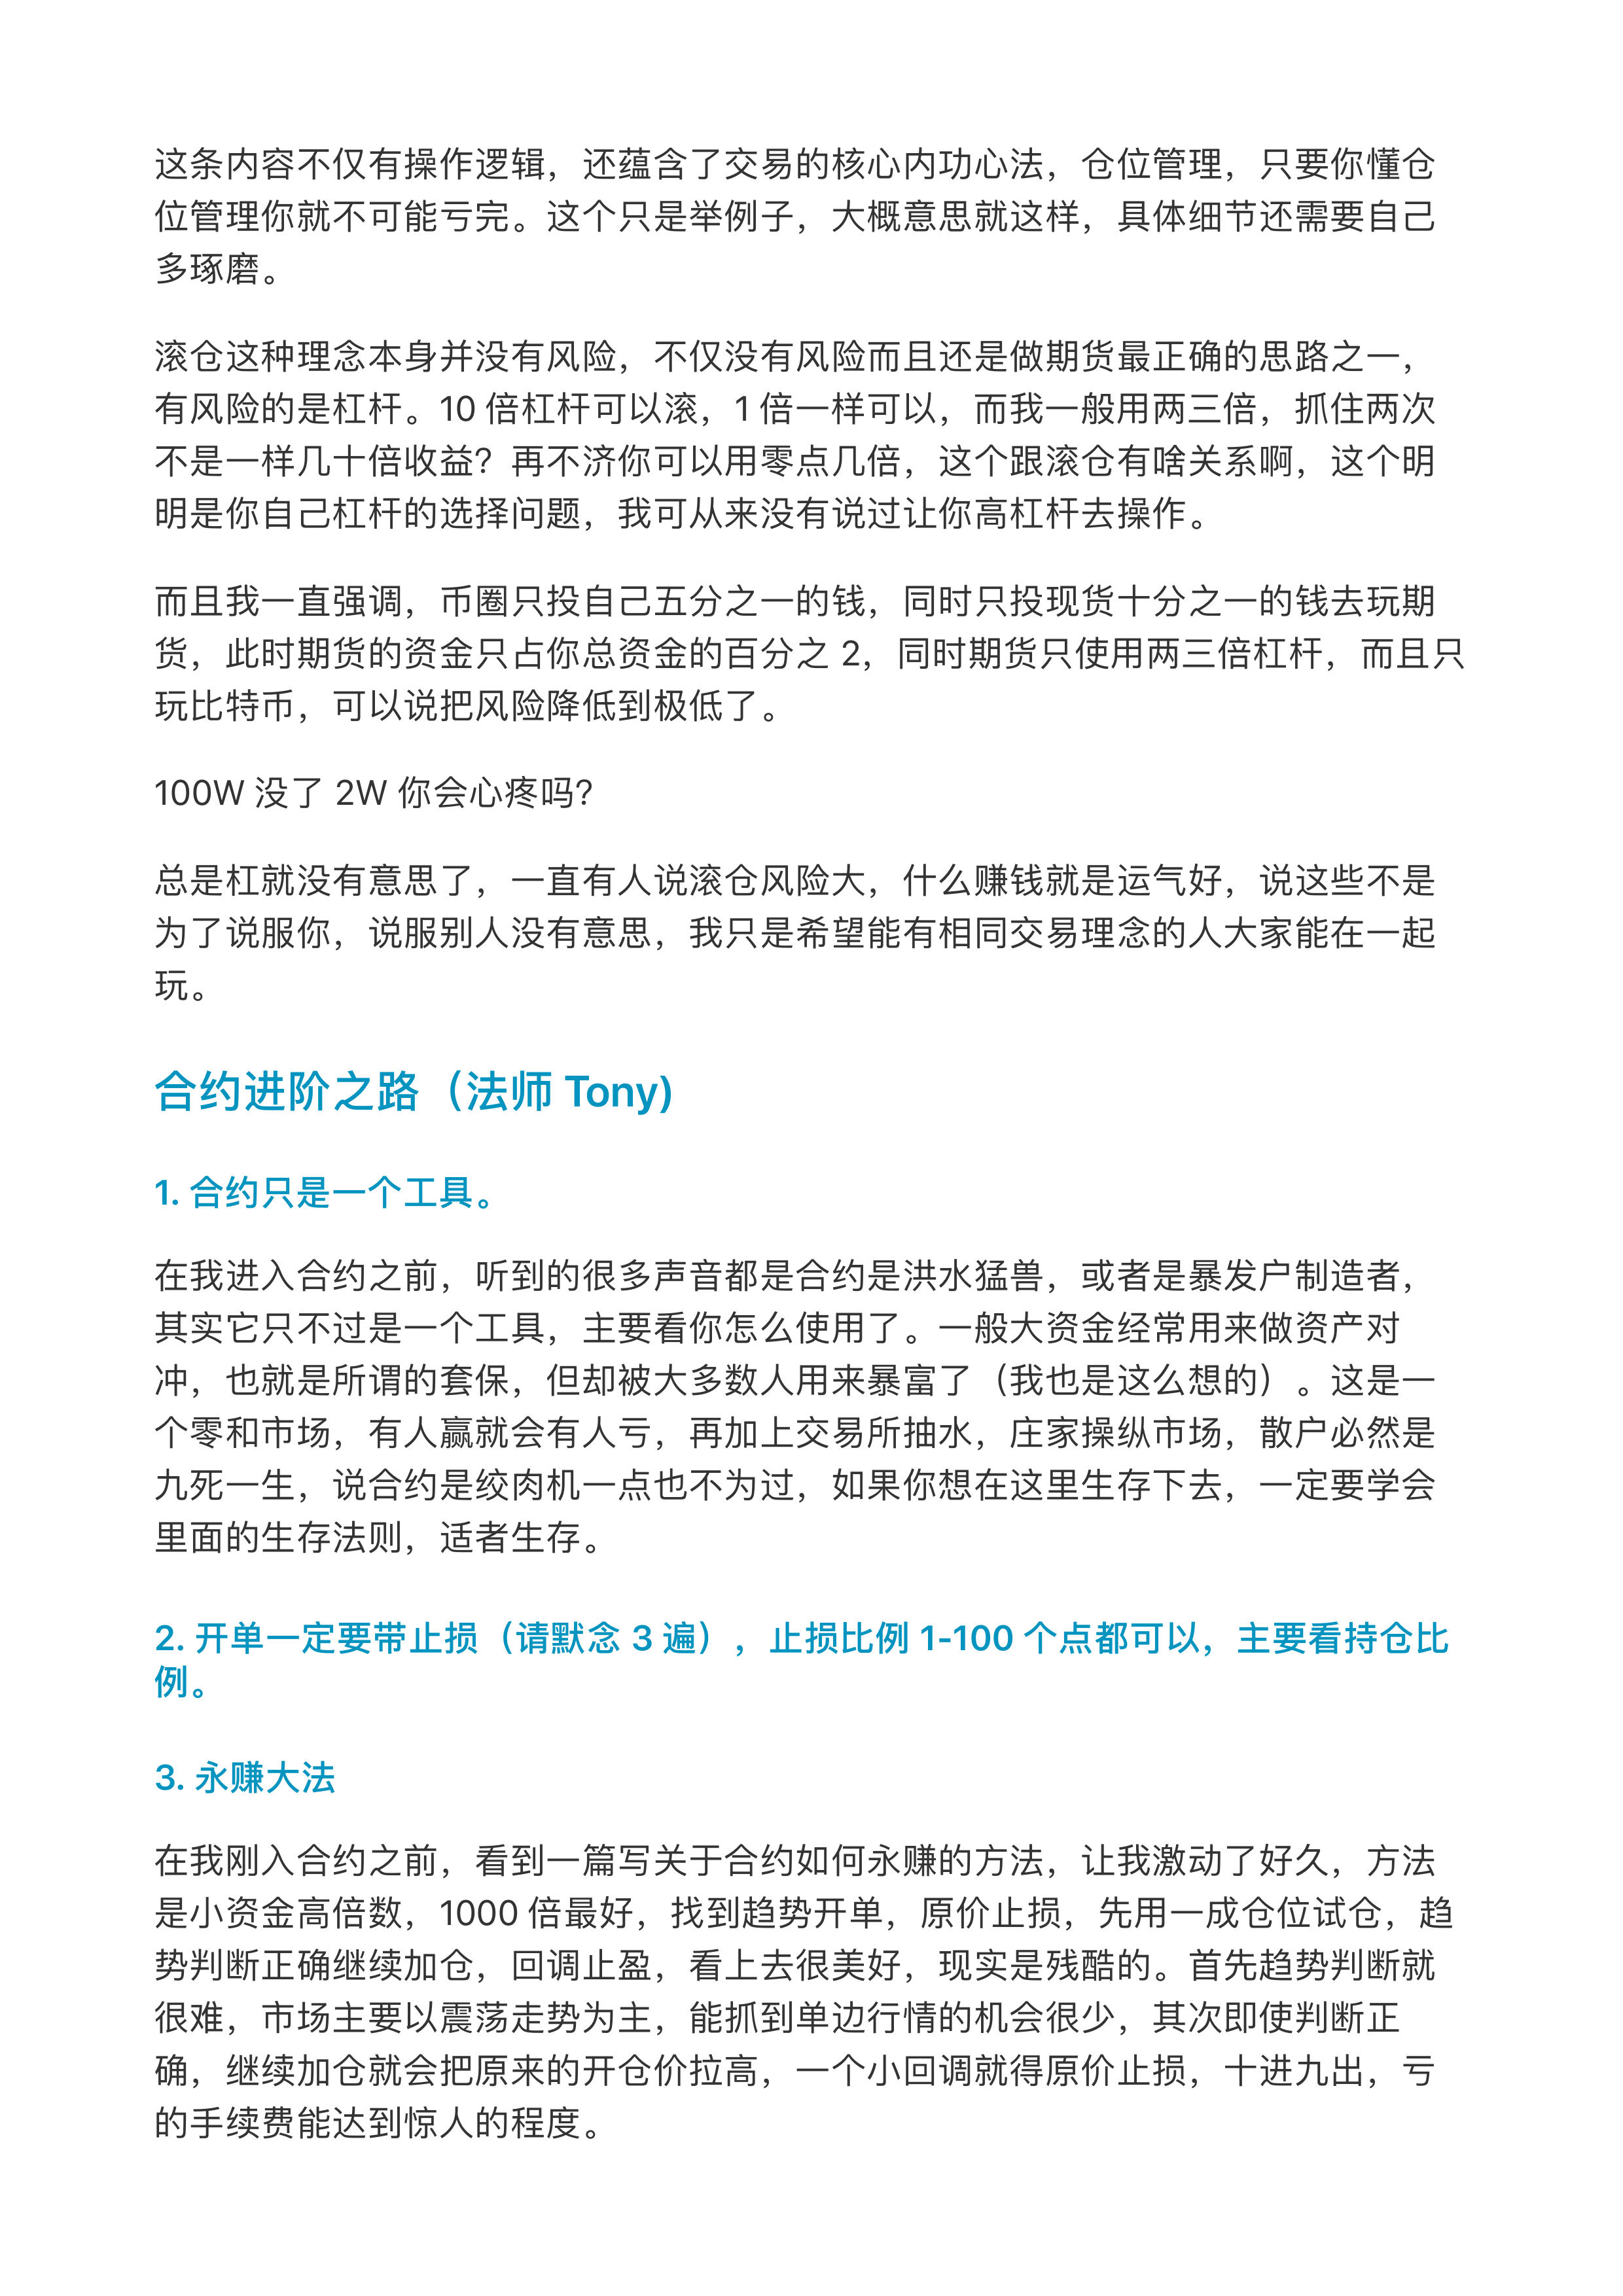 这条内容不仅有操作逻辑，还蕴含了交易的核心内功心法，仓位管理，只要你懂仓
位管理你就不可能亏完。这个只是举例子，大概意思就这样，具体细节还需要自己
多琢磨。
滚仓这种理念本身并没有风险，不仅没有风险而且还是做期货最正确的思路之一，
有风险的是杠杆。10 倍杠杆可以滚，1 倍一样可以，而我一般用两三倍，抓住两次
不是一样几十倍收益？再不济你可以用零点几倍，这个跟滚仓有啥关系啊，这个明
明是你自己杠杆的选择问题，我可从来没有说过让你高杠杆去操作。
而且我一直强调，币圈只投自己五分之一的钱，同时只投现货十分之一的钱去玩期
货，此时期货的资金只占你总资金的百分之 2，同时期货只使用两三倍杠杆，而且只
玩比特币，可以说把风险降低到极低了。
100W 没了 2W 你会心疼吗？
总是杠就没有意思了，一直有人说滚仓风险大，什么赚钱就是运气好，说这些不是
为了说服你，说服别人没有意思，我只是希望能有相同交易理念的人大家能在一起
玩。
合约进阶之路（法师 Tony)
1. 合约只是一个工具。
在我进入合约之前，听到的很多声音都是合约是洪水猛兽，或者是暴发户制造者，
其实它只不过是一个工具，主要看你怎么使用了。一般大资金经常用来做资产对
冲，也就是所谓的套保，但却被大多数人用来暴富了（我也是这么想的）。这是一
个零和市场，有人赢就会有人亏，再加上交易所抽水，庄家操纵市场，散户必然是
九死一生，说合约是绞肉机一点也不为过，如果你想在这里生存下去，一定要学会
里面的生存法则，适者生存。
2. 开单一定要带止损（请默念 3 遍），止损比例 1-100 个点都可以，主要看持仓比
例。
3. 永赚大法
在我刚入合约之前，看到一篇写关于合约如何永赚的方法，让我激动了好久，方法
是小资金高倍数，1000 倍最好，找到趋势开单，原价止损，先用一成仓位试仓，趋
势判断正确继续加仓，回调止盈，看上去很美好，现实是残酷的。首先趋势判断就
很难，市场主要以震荡走势为主，能抓到单边行情的机会很少，其次即使判断正
确，继续加仓就会把原来的开仓价拉高，一个小回调就得原价止损，十进九出，亏
的手续费能达到惊人的程度。